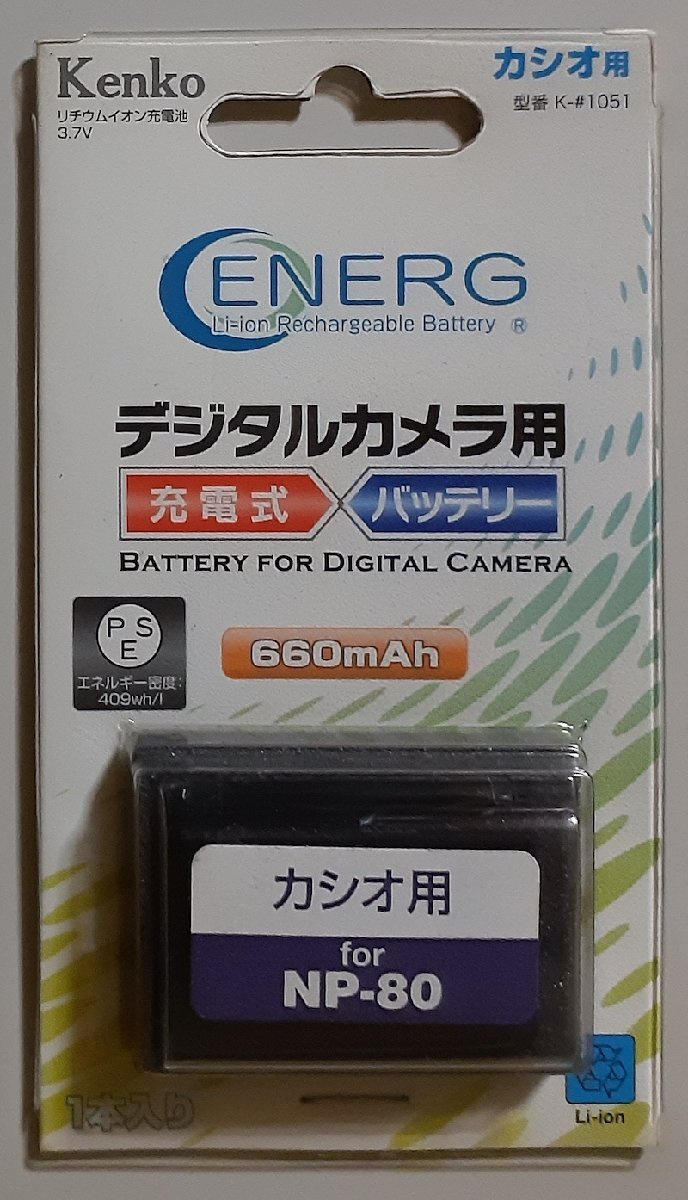 Kenko
リチウムイオン充電池
3.7V
カシオ用
型番 K-#1051
ENERG
Li-ion Rechargeable Battery ®
デジタルカメラ用
充電式 バッテリー
BATTERY FOR DIGITAL CAMERA
PSE
エネルギー密度:
409wh/l
660mAh
カシオ用
for
NP-80
1本入り
Li-ion